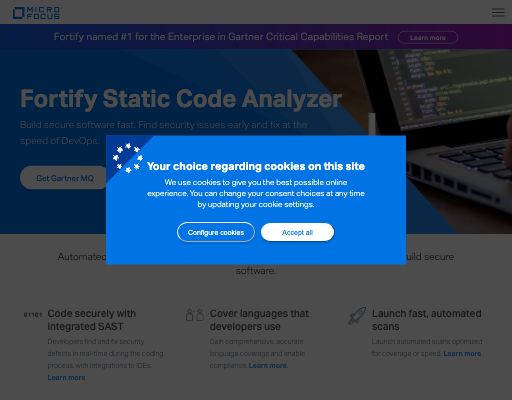 MICRO
FOCUS
Fortify named #1 for the Enterprise in Gartner Critical Capabilities Report
Learn more
Fortify Static Code Analyzer
Build secure software fast. Find security issues early and fix at the
speed of DevOps.
Get Gartner MQ
Your choice regarding cookies on this site
We use cookies to give you the best possible online
experience. You can change your consent choices at any time
by updating your cookie settings.
Configure cookies
Accept all
Automated
build secure
software.
01101
Code securely with
integrated SAST
Developers find and fix security
defects in real-time during the coding
process, with integrations to IDEs.
Learn more
Cover languages that
developers use
Gain comprehensive, accurate
language coverage and enable
compliance. Learn more.
Launch fast, automated
scans
Launch automated scans optimized
for coverage or speed. Learn more